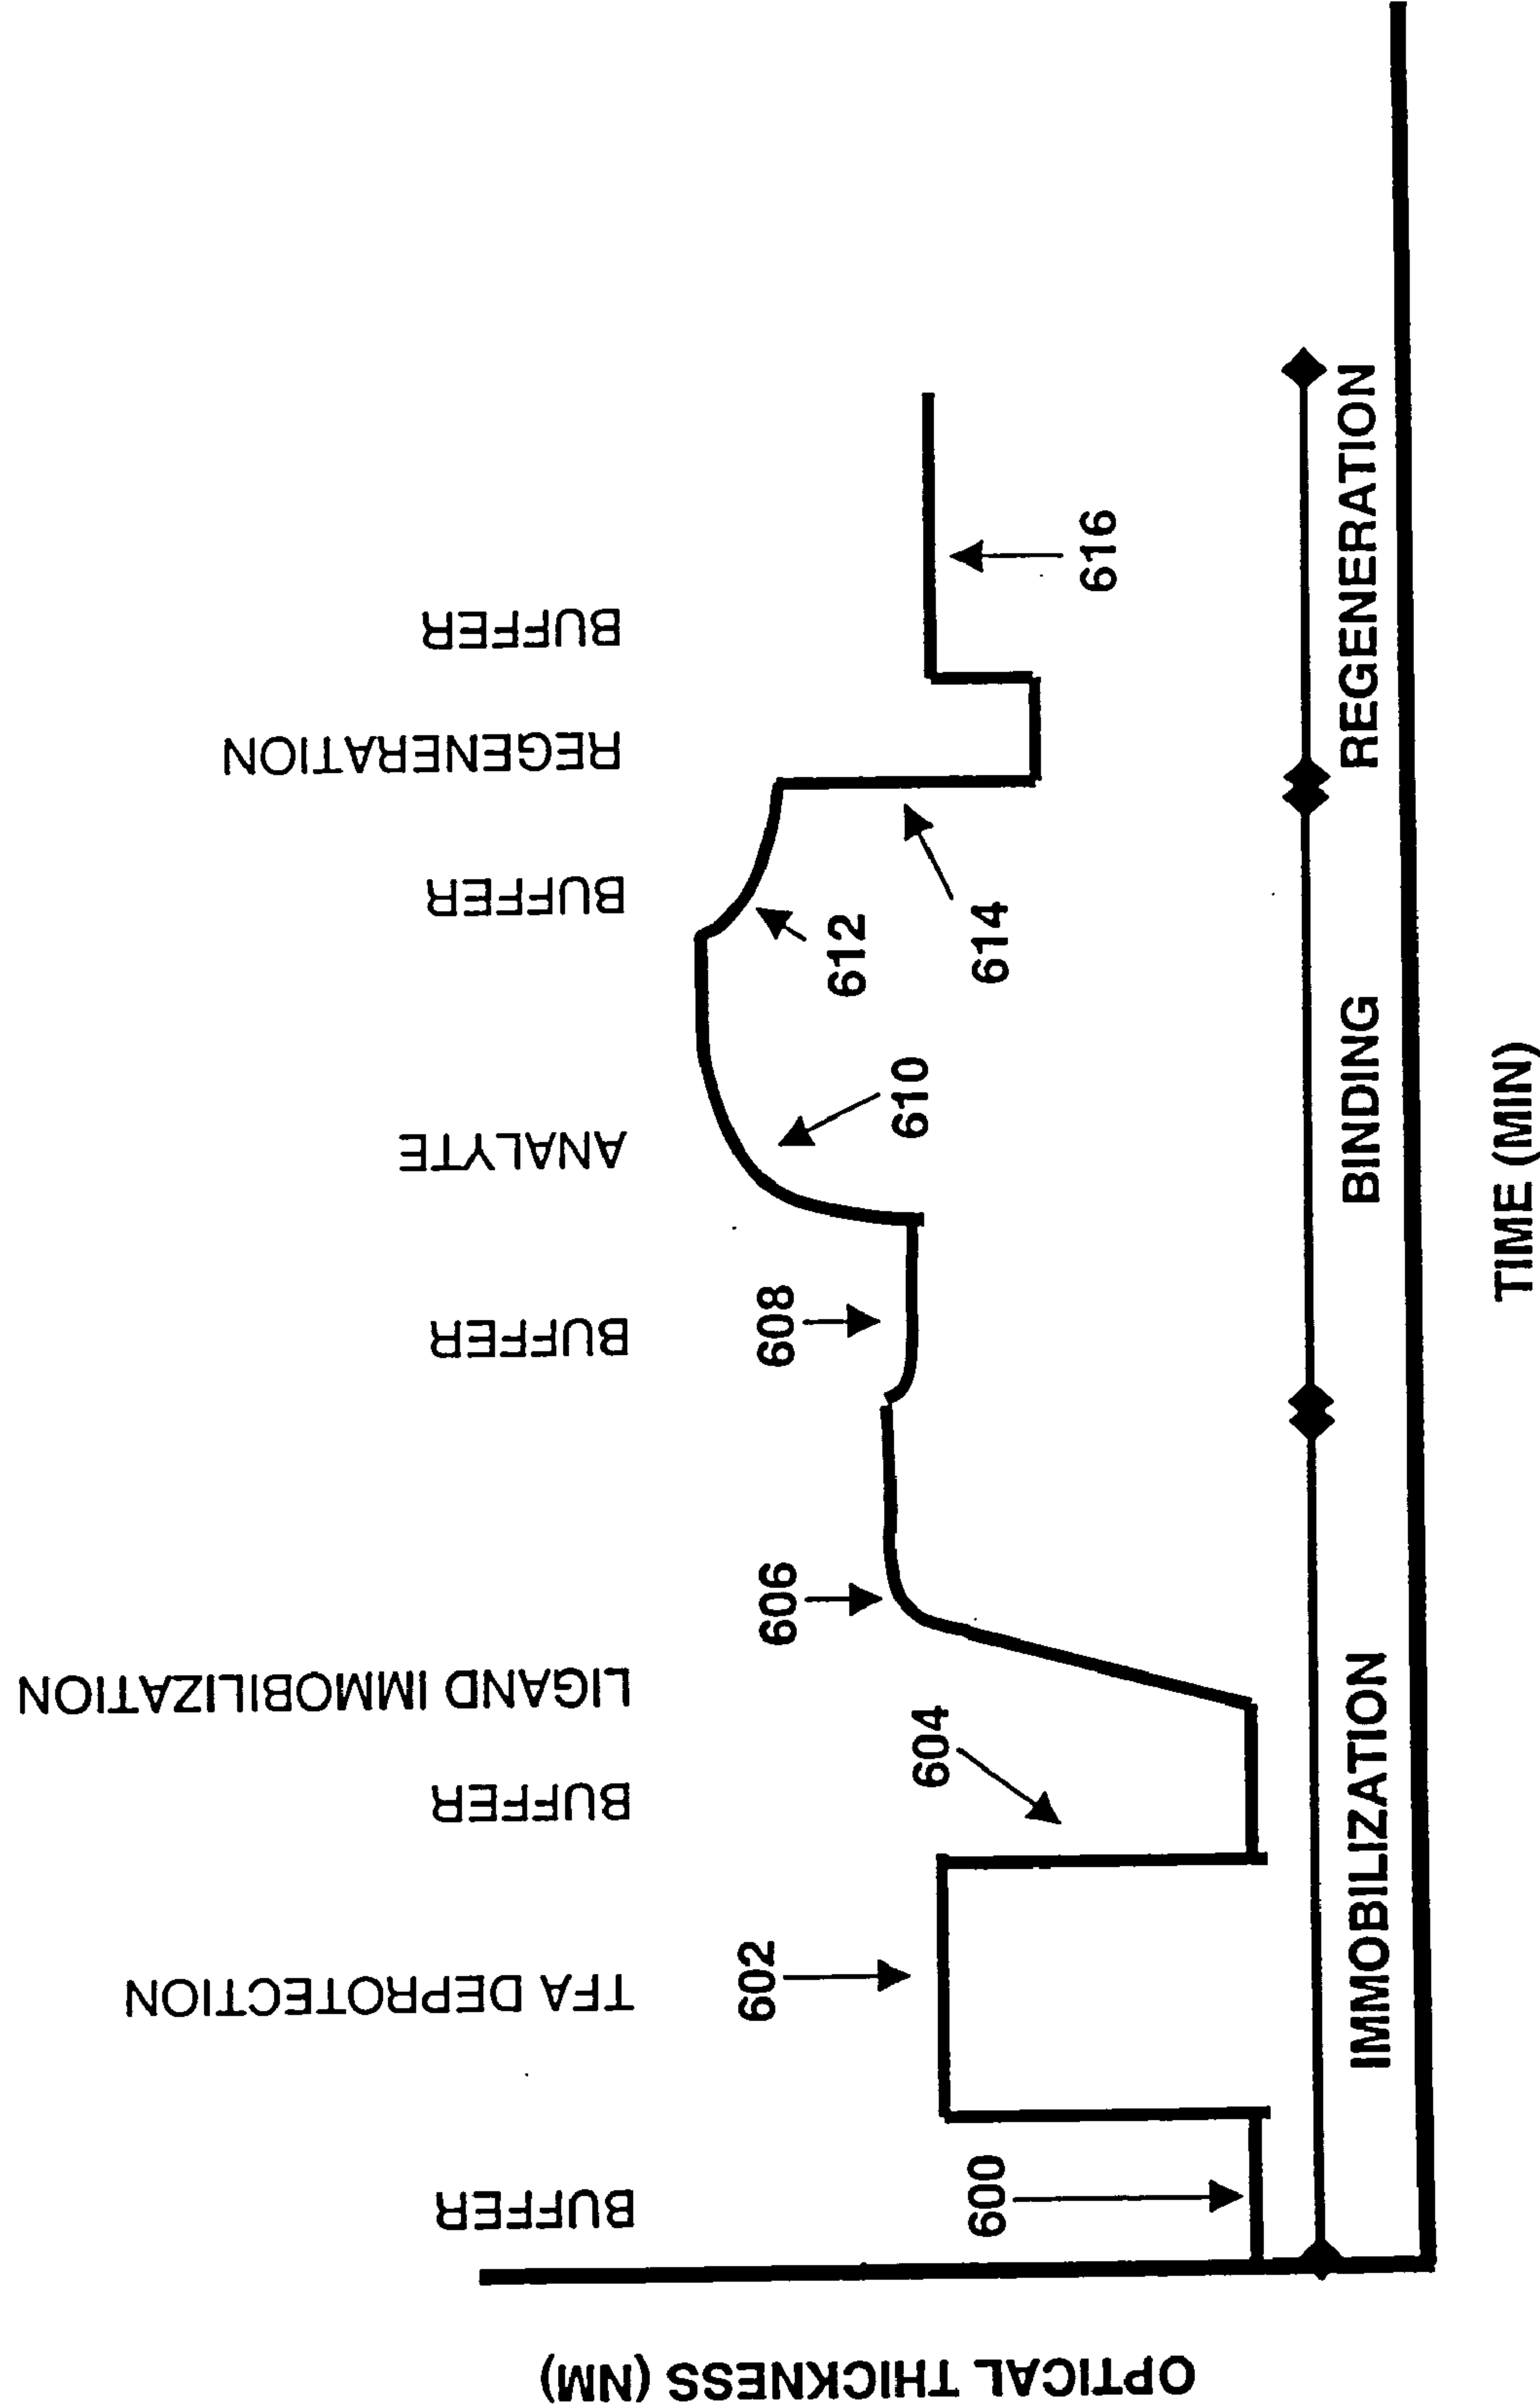 OPTICAL THICKNESS (NM)
BUFFER
TFA DEPROTECTION
BUFFER
LIGAND IMMOBILIZATION
BUFFER
ANALYTE
BUFFER
REGENERATION
BUFFER
600
602
604
606
608
610
612
614
616
IMMOBILIZATION
BINDING
REGENERATION
TIME (MIN)